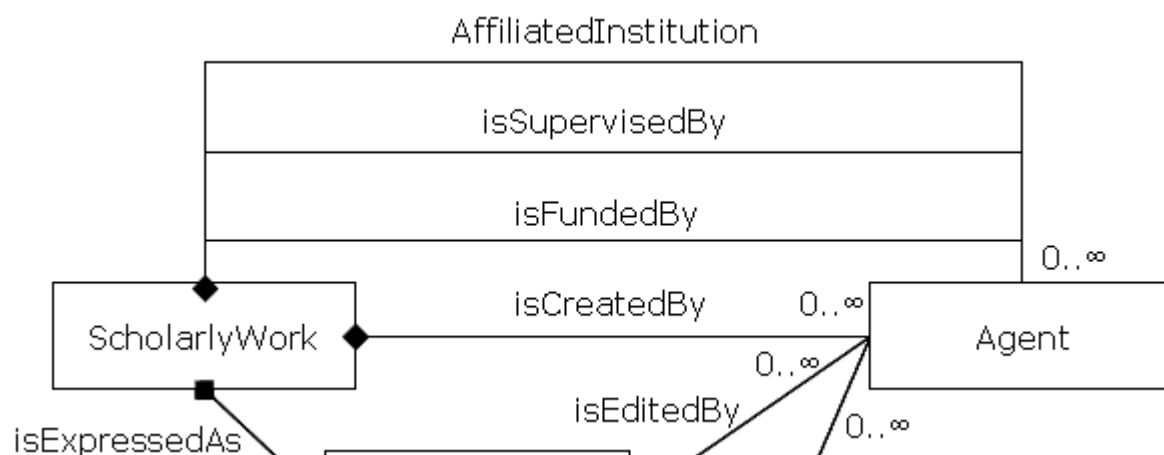 AffiliatedInstitution
isSupervisedBy
isFundedBy
0..∞
isCreatedBy
0..∞
ScholarlyWork
Agent
0..∞
isEditedBy
0..∞
isExpressedAs